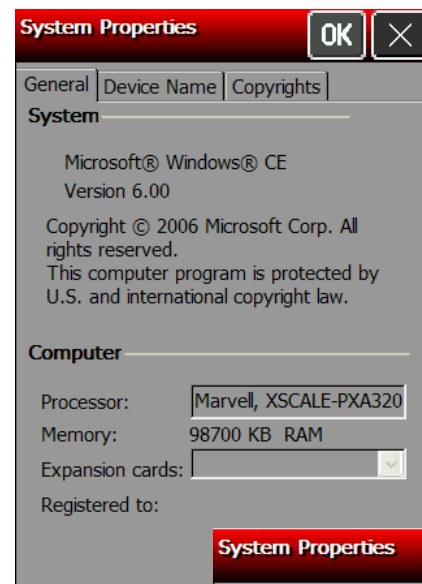 System Properties OK
General Device Name Copyrights
System
Microsoft® Windows® CE
Version 6.00
Copyright © 2006 Microsoft Corp. All
rights reserved.
This computer program is protected by
U.S. and international copyright law.
Computer
Processor: Marvell, XSCALE-PXA320
Memory: 98700 KB RAM
Expansion cards:
Registered to:
System Properties